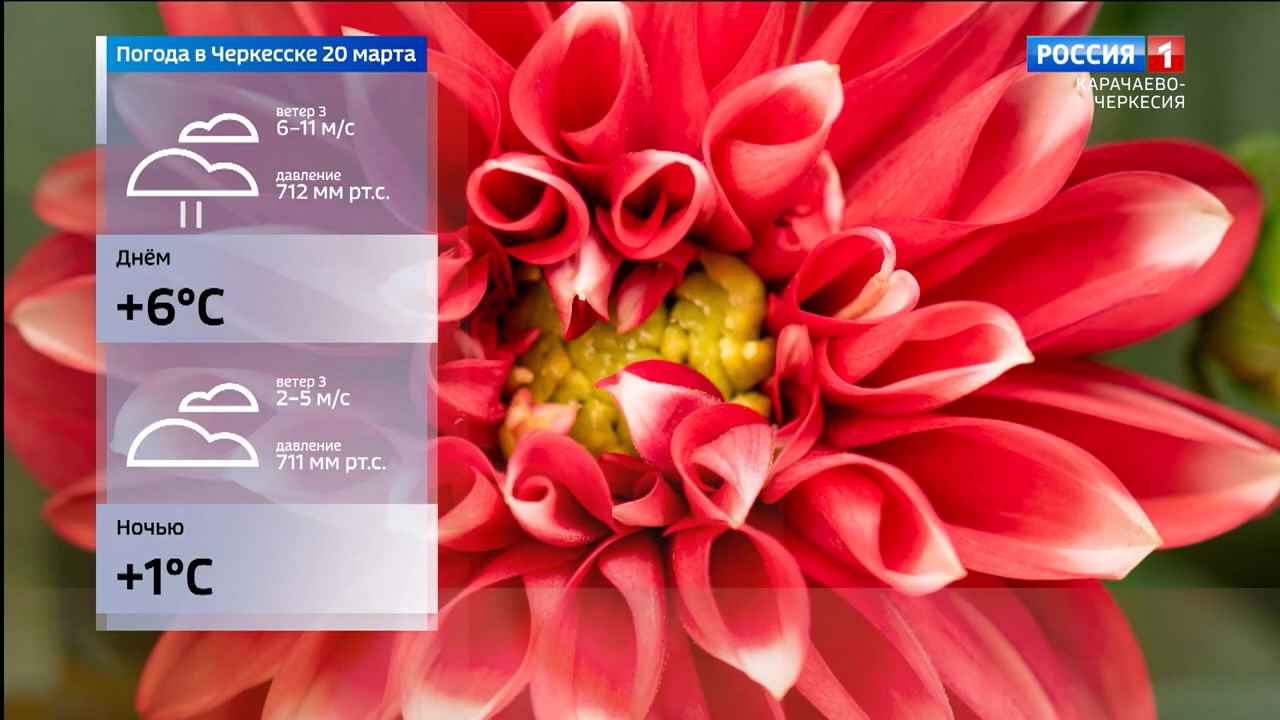 Погода в Черкесске 20 марта
ветер З
6–11 м/с
давление
712 мм рт.с.
Днём
+6°C
ветер З
2–5 м/с
давление
711 мм рт.с.
Ночью
+1°C
РОССИЯ 1
КАРАЧАЕВО-
ЧЕРКЕСИЯ